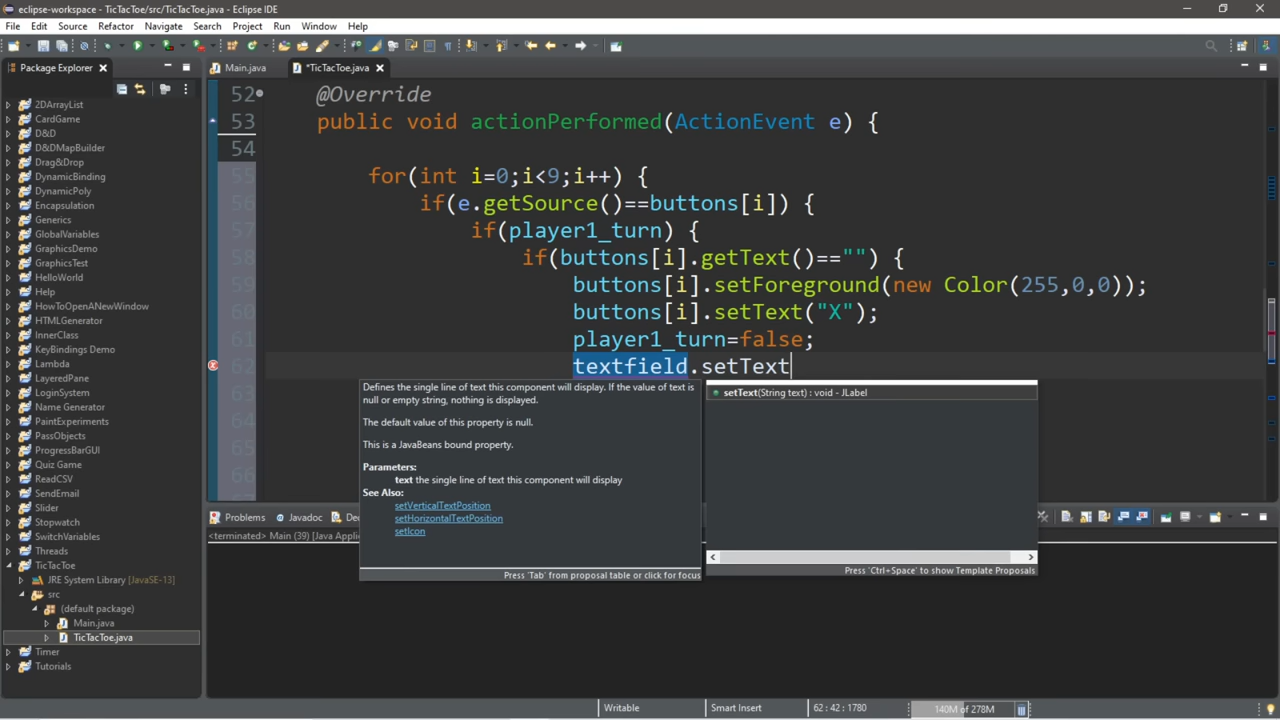 eclipse-workspace - TicTacToe/src/TicTacToe.java - Eclipse IDE
File Edit Source Refactor Navigate Search Project Run Window Help
Package Explorer
Main.java *TicTacToe.java
2DArrayList
CardGame
D&D
D&DMapBuilder
Drag&Drop
DynamicBinding
DynamicPoly
Encapsulation
Generics
GlobalVariables
GraphicsDemo
GraphicsTest
HelloWorld
Help
HowToOpenANewWindow
HTMLGenerator
InnerClass
KeyBindings Demo
Lambda
LayeredPane
LoginSystem
Name Generator
PaintExperiments
PassObjects
ProgressBarGUI
Quiz Game
ReadCSV
SendEmail
Slider
Stopwatch
SwitchVariables
Threads
TicTacToe
JRE System Library [JavaSE-13]
src
(default package)
Main.java
TicTacToe.java
Timer
Tutorials
52 @Override
53 public void actionPerformed(ActionEvent e) {
54
55 for(int i=0;i<9;i++) {
56 if(e.getSource()==buttons[i]) {
57 if(player1_turn) {
58 if(buttons[i].getText()=="") {
59 buttons[i].setForeground(new Color(255,0,0));
60 buttons[i].setText("X");
61 player1_turn=false;
62 textfield.setText
63
64
65
66
Defines the single line of text this component will display. If the value of text is
null or empty string, nothing is displayed.
The default value of this property is null.
This is a JavaBeans bound property.
Parameters:
text the single line of text this component will display
See Also:
setVerticalTextPosition
setHorizontalTextPosition
setIcon
Press 'Tab' from proposal table or click for focus
setText(String text) : void - JLabel
Press 'Ctrl+Space' to show Template Proposals
Problems Javadoc
<terminated> Main (39) [Java
Writable Smart Insert 62 : 42 : 1780 140M of 278M